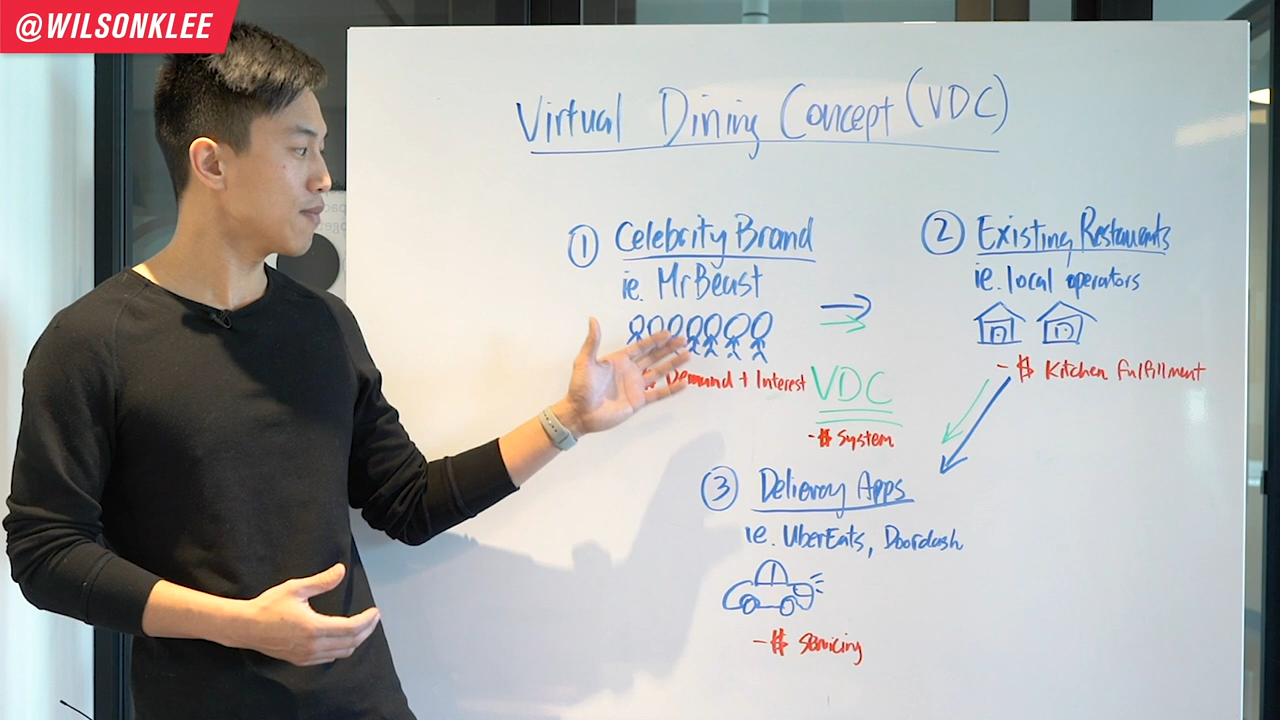 @WILSONKLEE
Virtual Dining Concept (VDC)
① Celebrity Brand
ie. MrBeast
Demand + Interest
② Existing Restaurants
ie. local operators
- $ Kitchen fulfillment
VDC
- $ System
③ Delievoy Apps
ie. UberEats, Doordash
- $ Servicing